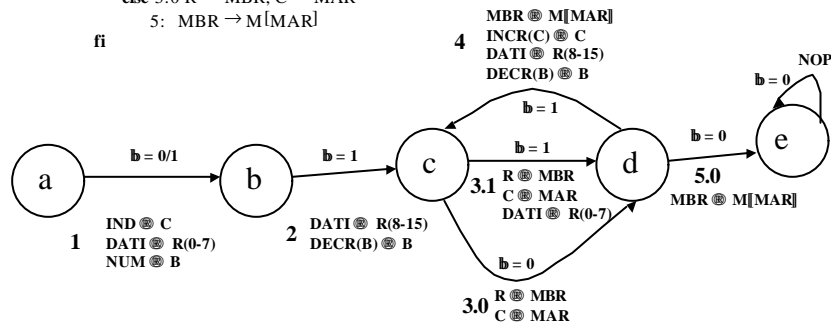 5: MBR → M[MAR]
fi
4
MBR ® M[MAR]
INCR(C) ® C
DATI ® R(8-15)
DECR(B) ® B
NOP
b = 0
b = 1
b = 0/1
b = 1
b = 1
b = 0
a
b
c
d
e
3.1
R ® MBR
C ® MAR
DATI ® R(0-7)
5.0
MBR ® M[MAR]
1
IND ® C
DATI ® R(0-7)
NUM ® B
2
DATI ® R(8-15)
DECR(B) ® B
b = 0
3.0
R ® MBR
C ® MAR